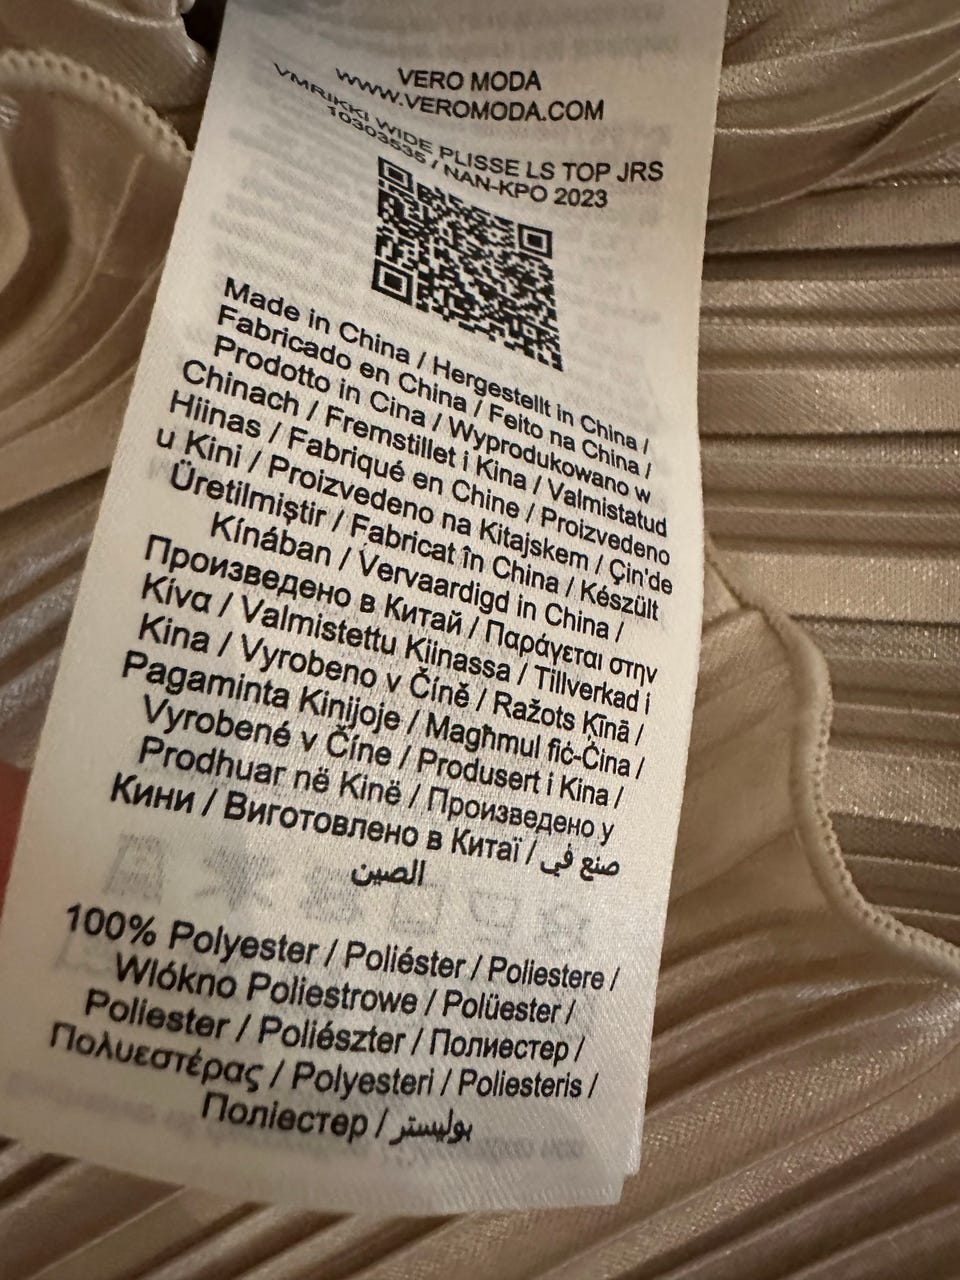 VERO MODA
WWW.VEROMODA.COM
VMRIKKI WIDE PLISSE LS TOP JRS
10303535 / NAN-KPO 2023
Made in China / Hergestellt in China /
Fabricado en China / Feito na China /
Prodotto in Cina / Wyprodukowano w
Chinach / Fremstillet i Kina / Valmistatud
Hiinas / Fabriqué en Chine / Proizvedeno
u Kini / Proizvedeno na Kitajskem / Çin'de
Üretilmiştir / Fabricat în China / Készült
Kínában / Vervaardigd in China /
Произведено в Китай / Παράγεται στην
Κίνα / Valmistettu Kiinassa / Tillverkad i
Kina / Vyrobeno v Číně / Ražots Ķīnā /
Pagaminta Kinijoje / Magħmul fiċ-Ċina /
Vyrobené v Číne / Produsert i Kina /
Prodhuar në Kinë / Произведено у
Кини / Виготовлено в Китаї / صنع في
الصين
100% Polyester / Poliéster / Poliestere /
Wlókno Poliestrowe / Polüester /
Poliester / Poliészter / Полиестер /
Πολυεστέρας / Polyesteri / Poliesteris /
Поліестер / بوليستر